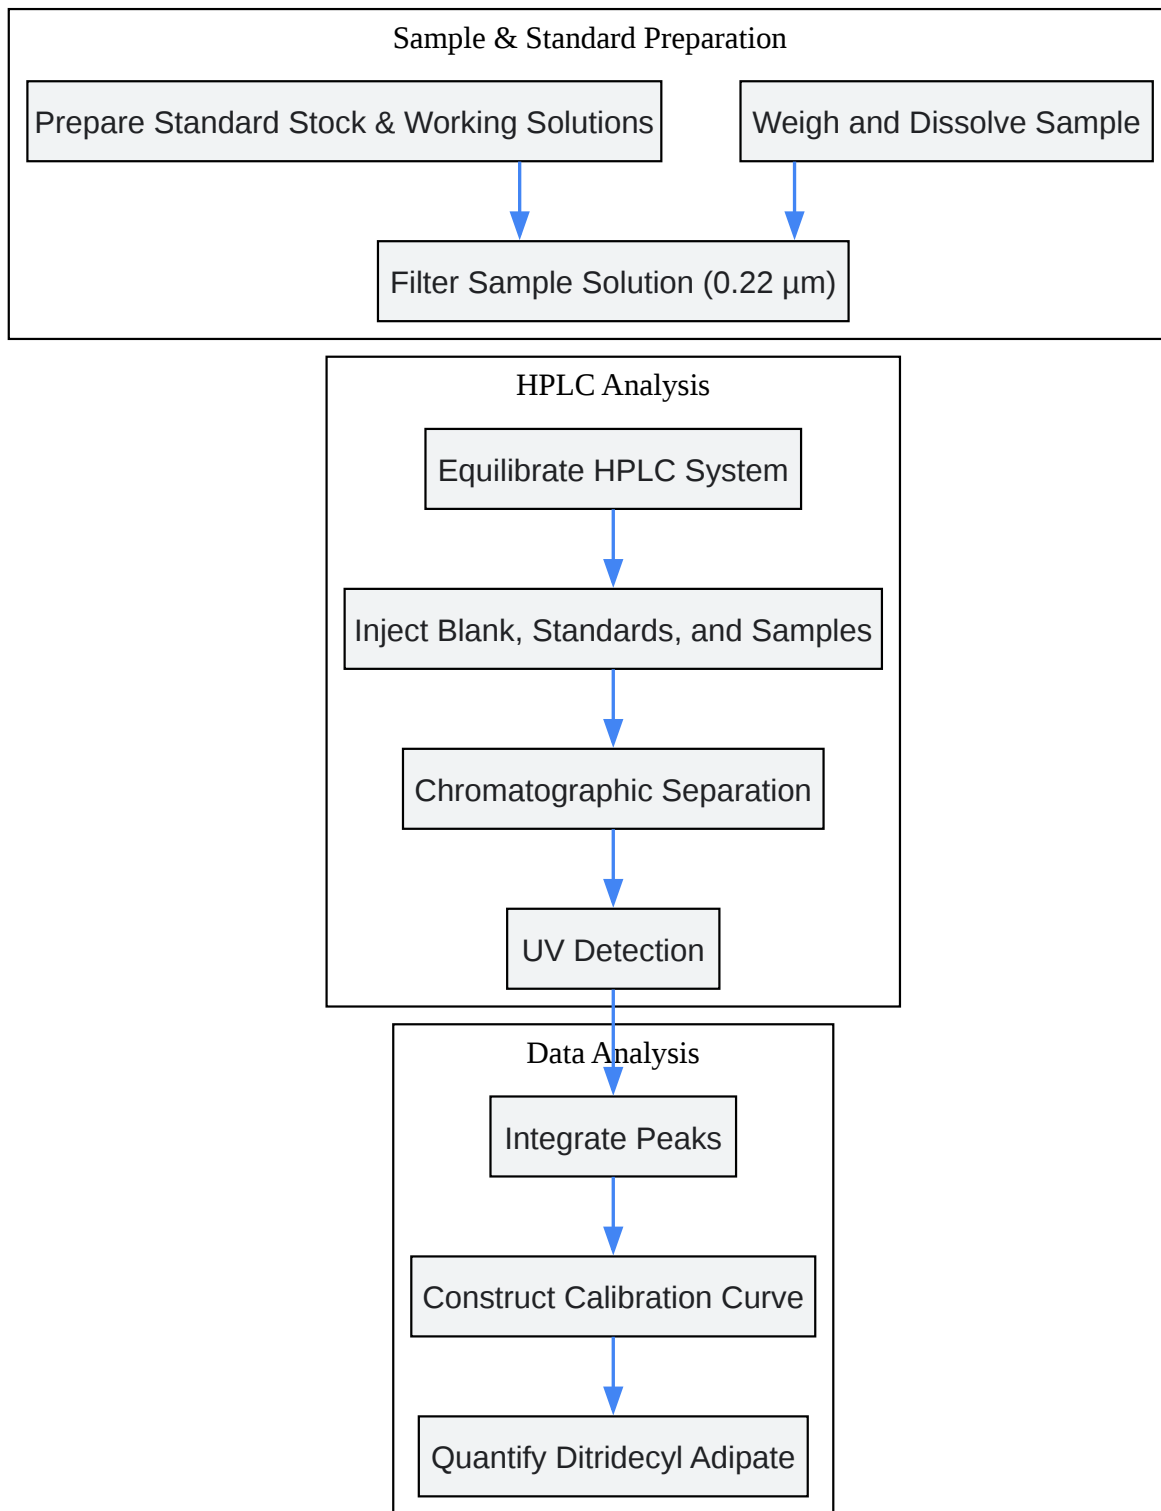 Sample & Standard Preparation
Prepare Standard Stock & Working Solutions
Weigh and Dissolve Sample
Filter Sample Solution (0.22 µm)
HPLC Analysis
Equilibrate HPLC System
Inject Blank, Standards, and Samples
Chromatographic Separation
UV Detection
Data Analysis
Integrate Peaks
Construct Calibration Curve
Quantify Ditridecyl Adipate